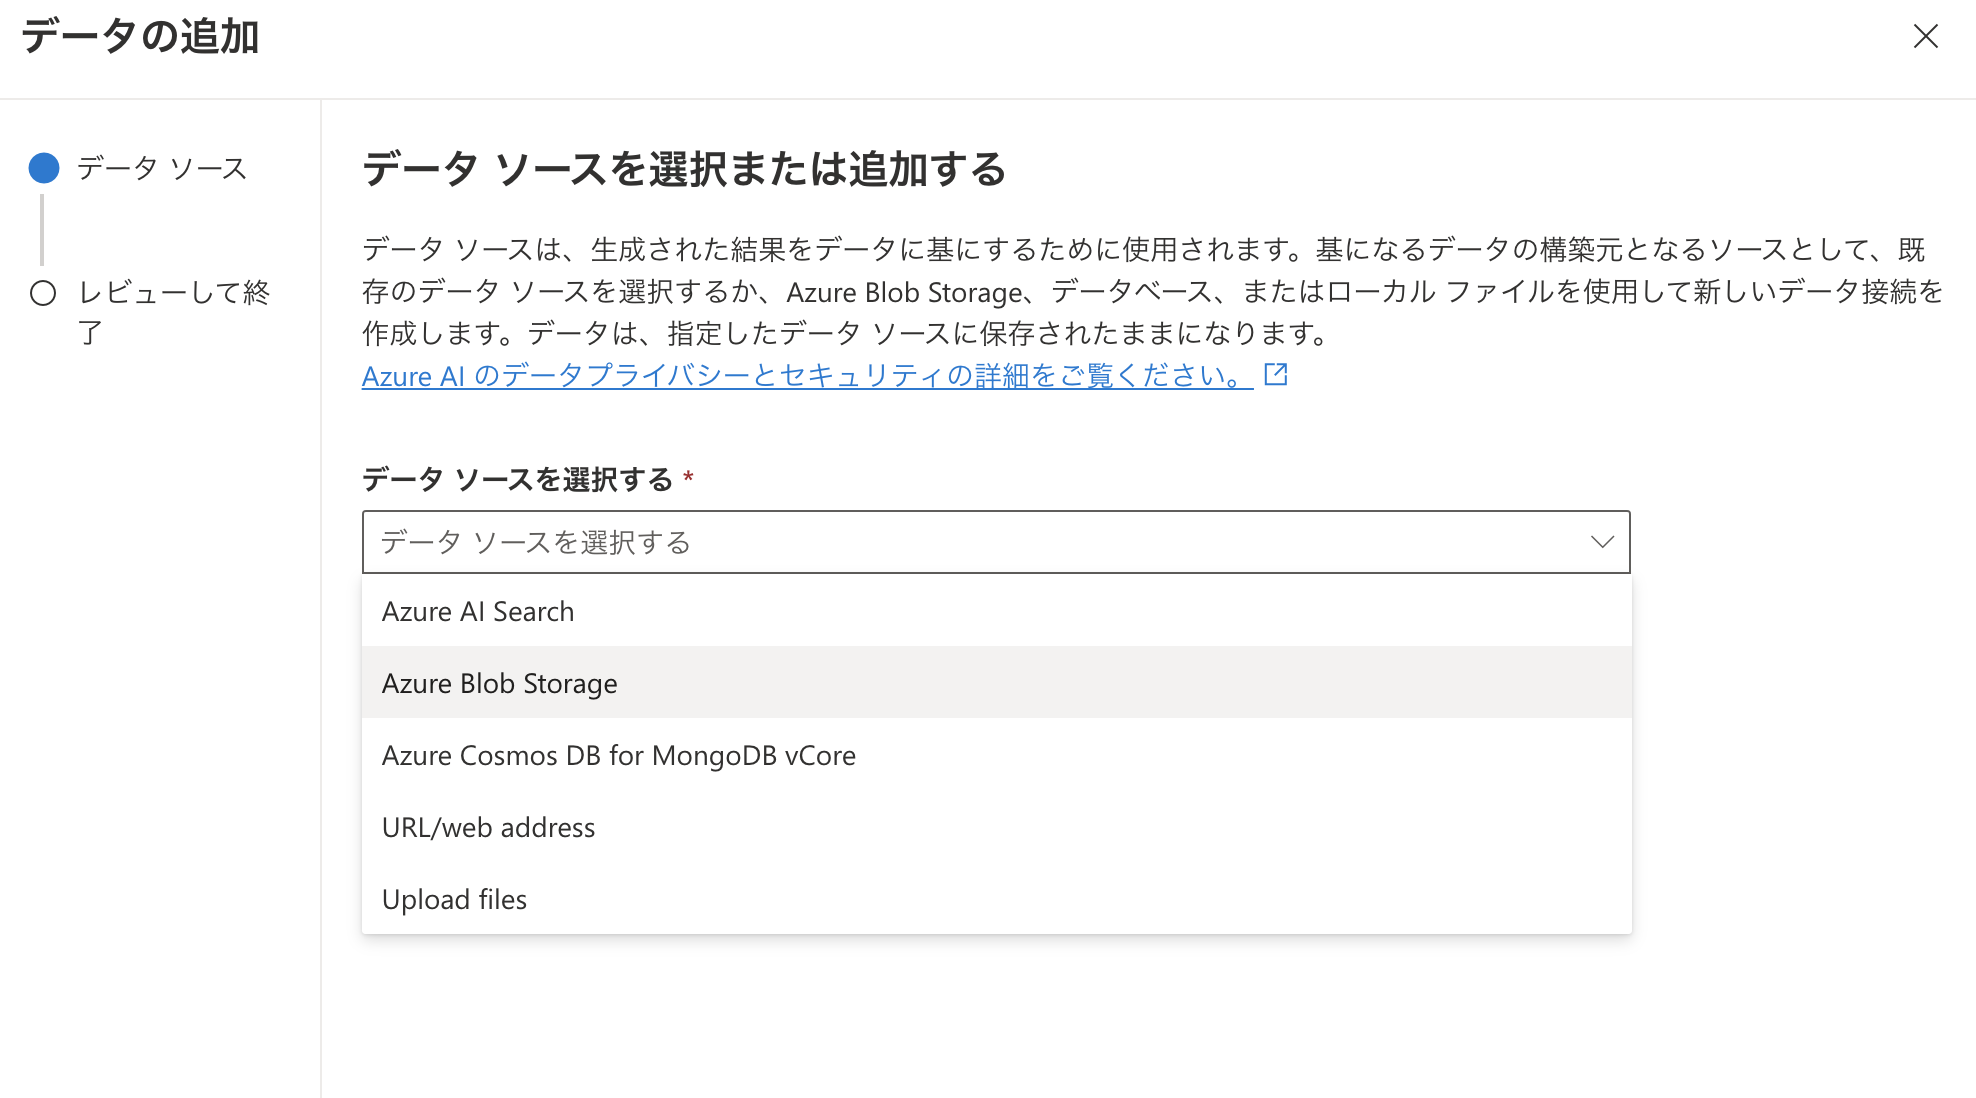 データの追加
データ ソース
レビューして終
了
データ ソースを選択または追加する
データ ソースは、生成された結果をデータに基にするために使用されます。基になるデータの構築元となるソースとして、既
存のデータ ソースを選択するか、Azure Blob Storage、データベース、またはローカル ファイルを使用して新しいデータ接続を
作成します。データは、指定したデータ ソースに保存されたままになります。
Azure AI のデータプライバシーとセキュリティの詳細をご覧ください。
データ ソースを選択する *
データ ソースを選択する
Azure AI Search
Azure Blob Storage
Azure Cosmos DB for MongoDB vCore
URL/web address
Upload files